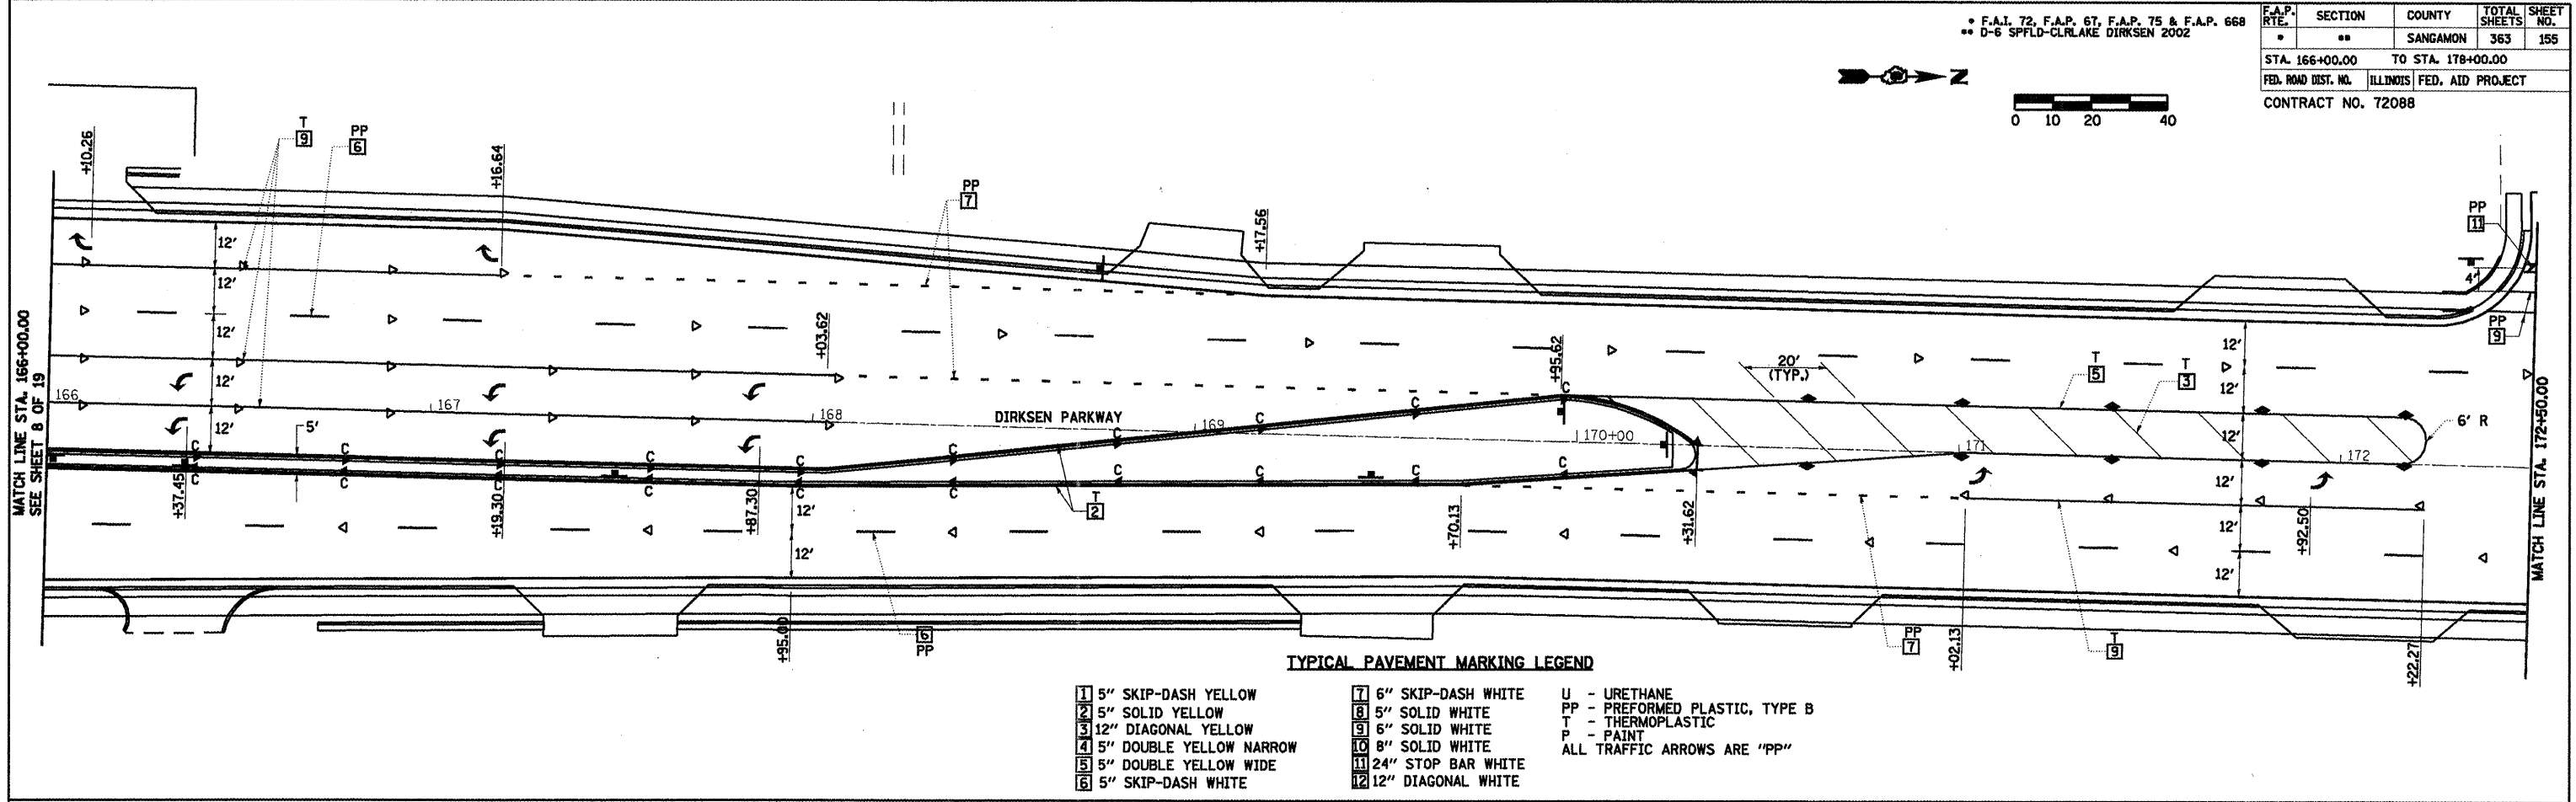 • F.A.I. 72, F.A.P. 67, F.A.P. 75 & F.A.P. 668
•• D-6 SPFLD-CLRLAKE DIRKSEN 2002
F.A.P. RTE. SECTION COUNTY TOTAL SHEETS SHEET NO.
• •• SANGAMON 363 155
STA. 166+00.00 TO STA. 178+00.00
FED. ROAD DIST. NO. ILLINOIS FED. AID PROJECT
CONTRACT NO. 72088
Z
0 10 20 40
+10.26
T
9
PP
6
+16.64
PP
7
+17.56
PP
11
4'
PP
9
12'
12'
12'
12'
12'
5'
MATCH LINE STA. 166+00.00
SEE SHEET 8 OF 19
166
167
168
169
170+00
171
172
+03.62
+95.62
DIRKSEN PARKWAY
20'
(TYP.)
T
5
T
3
6' R
12'
12'
12'
12'
12'
12'
MATCH LINE STA. 172+50.00
C C C C C C C C C C
C C C C C C C C C C
+37.45
+19.30
+87.30
12'
12'
+95.00
T
2
+70.13
+31.62
+02.13
+92.50
+22.27
6
PP
PP
7
T
9
TYPICAL PAVEMENT MARKING LEGEND
1 5" SKIP-DASH YELLOW
2 5" SOLID YELLOW
3 12" DIAGONAL YELLOW
4 5" DOUBLE YELLOW NARROW
5 5" DOUBLE YELLOW WIDE
6 5" SKIP-DASH WHITE
7 6" SKIP-DASH WHITE
8 5" SOLID WHITE
9 6" SOLID WHITE
10 8" SOLID WHITE
11 24" STOP BAR WHITE
12 12" DIAGONAL WHITE
U - URETHANE
PP - PREFORMED PLASTIC, TYPE B
T - THERMOPLASTIC
P - PAINT
ALL TRAFFIC ARROWS ARE "PP"